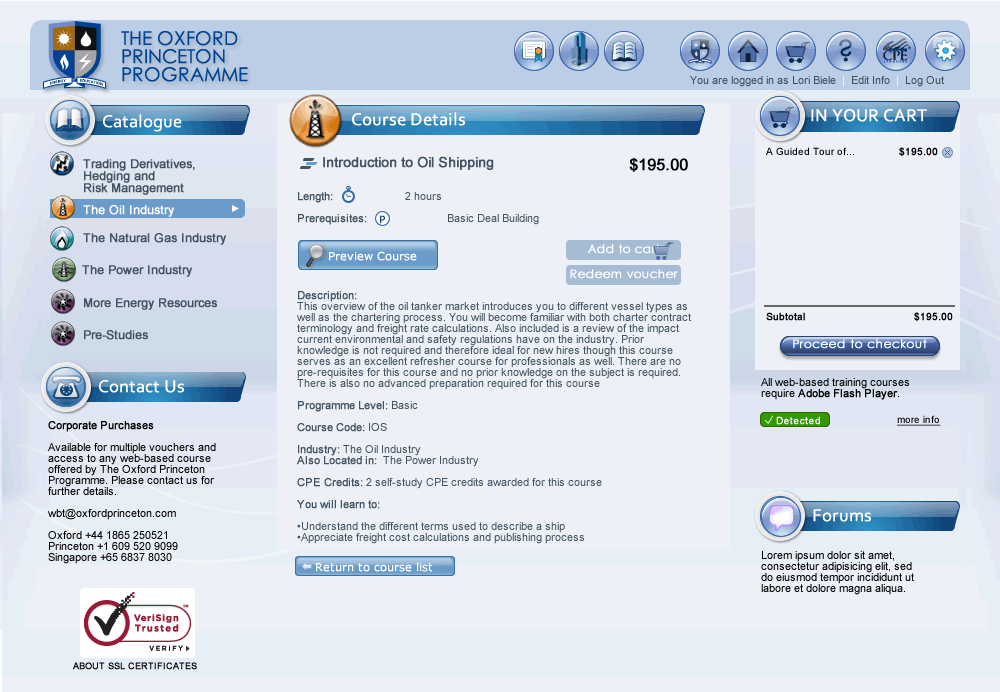 THE OXFORD
PRINCETON
PROGRAMME
ENERGY EDUCATION
CPE
You are logged in as Lori Biele | Edit Info | Log Out
Catalogue
Trading Derivatives,
Hedging and
Risk Management
The Oil Industry
The Natural Gas Industry
The Power Industry
More Energy Resources
Pre-Studies
Contact Us
Corporate Purchases
Available for multiple vouchers and
access to any web-based course
offered by The Oxford Princeton
Programme. Please contact us for
further details.
wbt@oxfordprinceton.com
Oxford +44 1865 250521
Princeton +1 609 520 9099
Singapore +65 6837 8030
VeriSign
Trusted
™
VERIFY
ABOUT SSL CERTIFICATES
Course Details
Introduction to Oil Shipping $195.00
Length: 2 hours
Prerequisites: P Basic Deal Building
Preview Course
Add to cart
Redeem voucher
Description:
This overview of the oil tanker market introduces you to different vessel types as
well as the chartering process. You will become familiar with both charter contract
terminology and freight rate calculations. Also included is a review of the impact
current environmental and safety regulations have on the industry. Prior
knowledge is not required and therefore ideal for new hires though this course
serves as an excellent refresher course for professionals as well. There are no
pre-requisites for this course and no prior knowledge on the subject is required.
There is also no advanced preparation required for this course
Programme Level: Basic
Course Code: IOS
Industry: The Oil Industry
Also Located in: The Power Industry
CPE Credits: 2 self-study CPE credits awarded for this course
You will learn to:
•Understand the different terms used to describe a ship
•Appreciate freight cost calculations and publishing process
Return to course list
IN YOUR CART
A Guided Tour of... $195.00
Subtotal $195.00
Proceed to checkout
All web-based training courses
require Adobe Flash Player.
✓ Detected more info
Forums
Lorem ipsum dolor sit amet,
consectetur adipisicing elit, sed
do eiusmod tempor incididunt ut
labore et dolore magna aliqua.